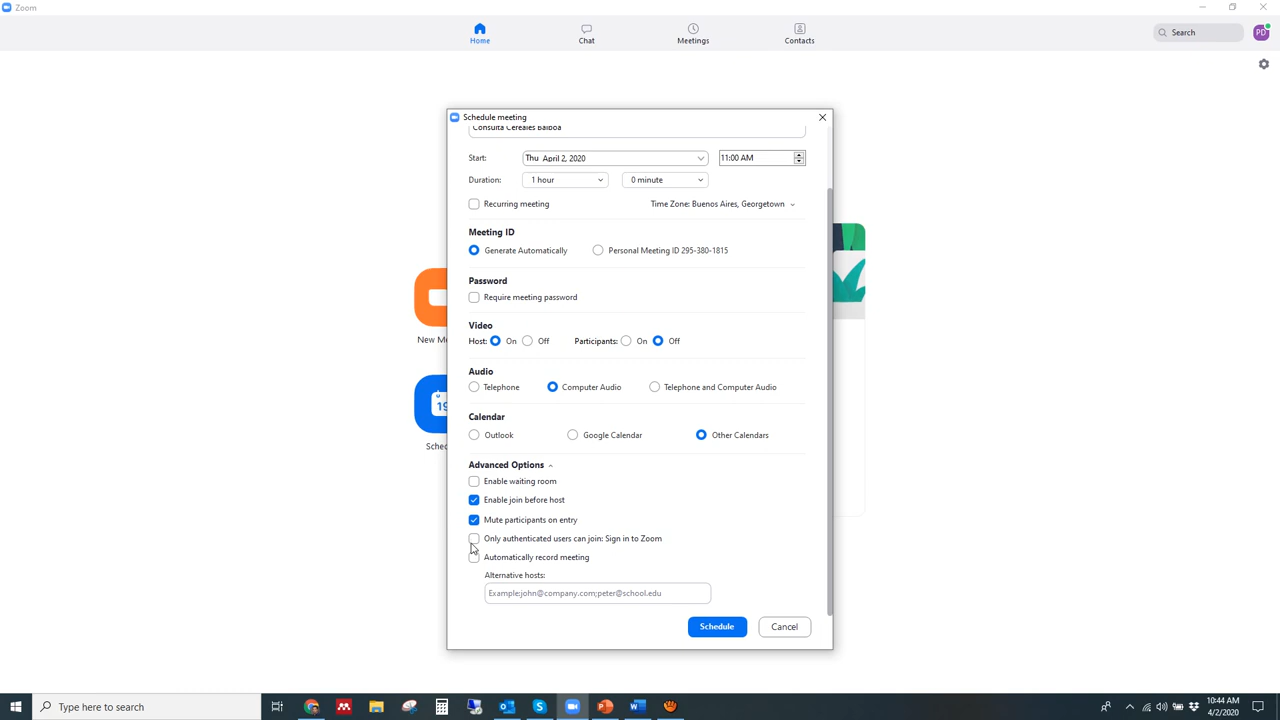 Zoom
Home
Chat
Meetings
Contacts
Search
PD
Schedule meeting
Consulta Cereales Balboa
Start:
Thu April 2, 2020
11:00 AM
Duration:
1 hour
0 minute
Recurring meeting
Time Zone: Buenos Aires, Georgetown
Meeting ID
Generate Automatically
Personal Meeting ID 295-380-1815
Password
Require meeting password
New M
Video
Host:
On
Off
Participants:
On
Off
Audio
Telephone
Computer Audio
Telephone and Computer Audio
19
Calendar
Outlook
Google Calendar
Other Calendars
Sched
Advanced Options
Enable waiting room
Enable join before host
Mute participants on entry
Only authenticated users can join: Sign in to Zoom
Automatically record meeting
Alternative hosts:
Example:john@company.com;peter@school.edu
Schedule
Cancel
Type here to search
10:44 AM
4/2/2020